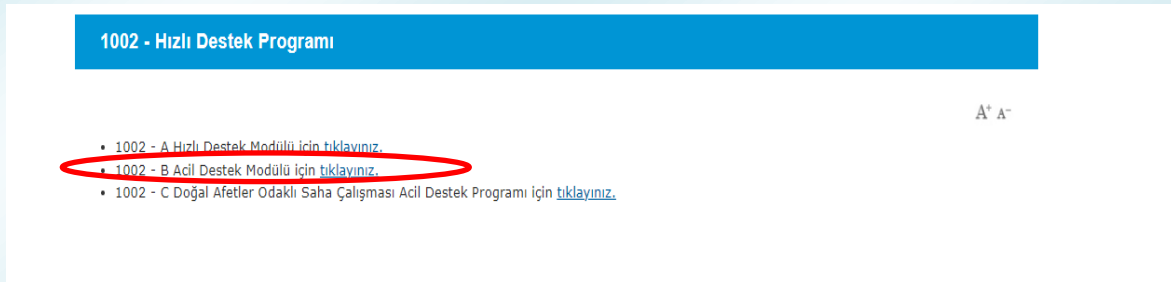 1002 - Hızlı Destek Programı
A+ A-
• 1002 - A Hızlı Destek Modülü için tıklayınız.
• 1002 - B Acil Destek Modülü için tıklayınız.
• 1002 - C Doğal Afetler Odaklı Saha Çalışması Acil Destek Programı için tıklayınız.